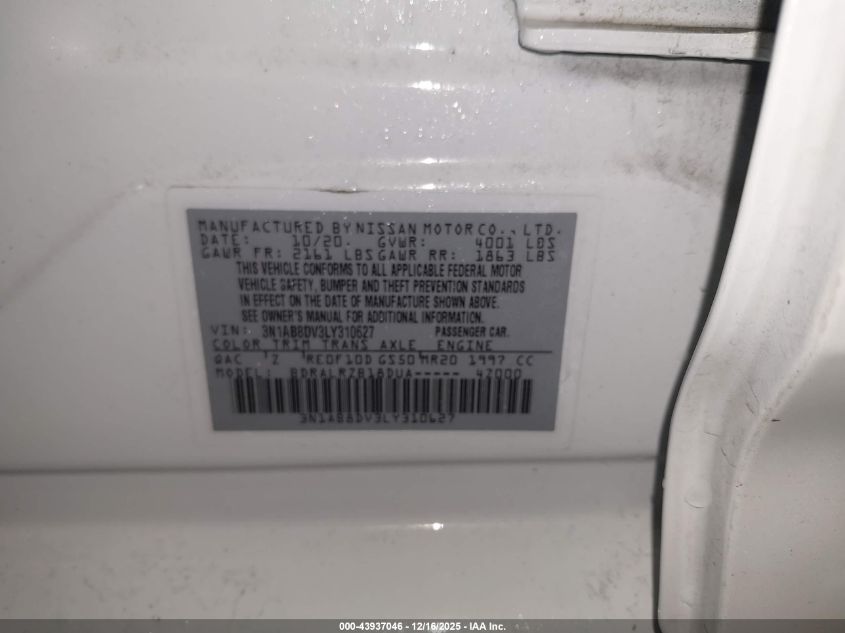 MANUFACTURED BY NISSAN MOTOR CO., LTD.
DATE: 10/20. GVWR: 4001 LBS
GAWR FR: 2161 LBS GAWR RR: 1863 LBS
THIS VEHICLE CONFORMS TO ALL APPLICABLE FEDERAL MOTOR
VEHICLE SAFETY, BUMPER AND THEFT PREVENTION STANDARDS
IN EFFECT ON THE DATE OF MANUFACTURE SHOWN ABOVE.
SEE OWNER'S MANUAL FOR ADDITIONAL INFORMATION.
VIN: 3N1AB8DV3LY310627 PASSENGER CAR.
COLOR TRIM TRANS AXLE ENGINE
QAC Z RE0F10D GS50 MR20 1997 CC
MODEL: BDRALRZB18DUA----- 47000
3N1AB8DV3LY310627
000-43937046 - 12/16/2025 - IAA Inc.